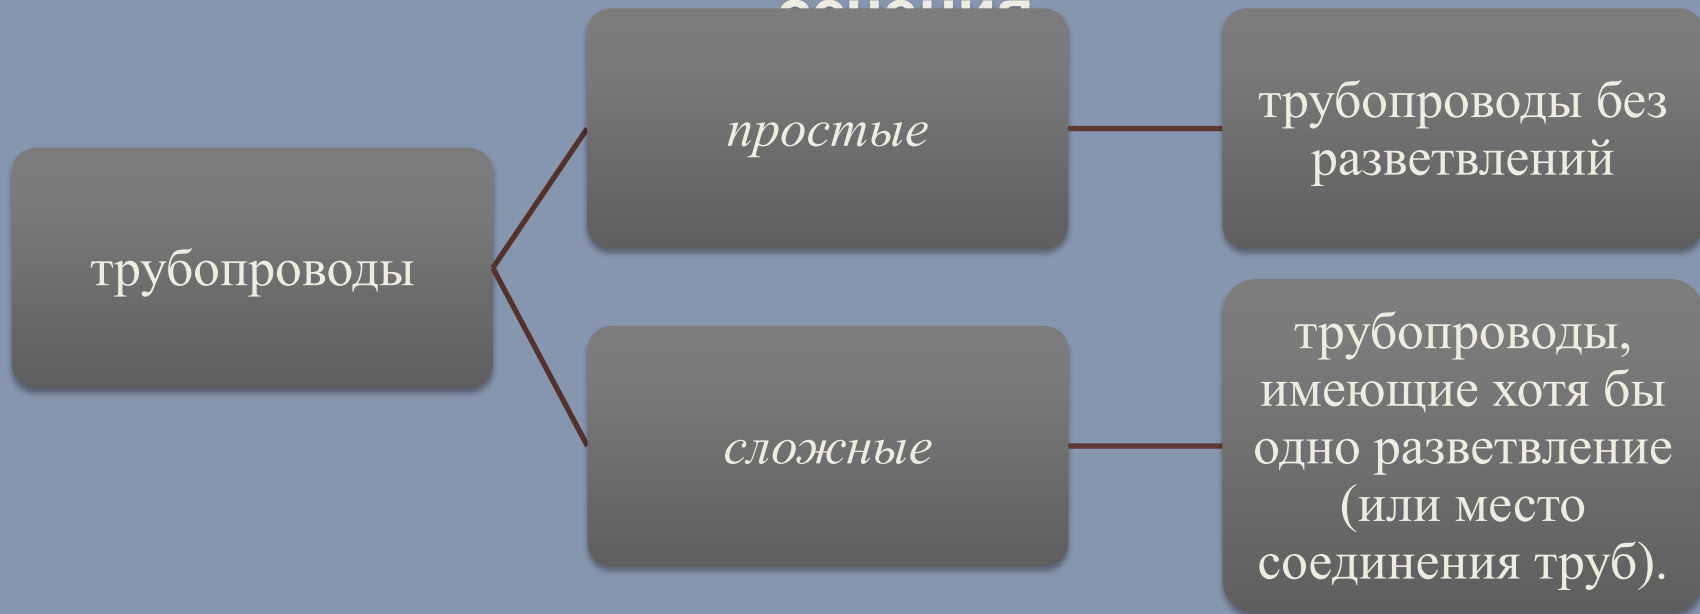 трубопроводы
простые
трубопроводы без
разветвлений
сложные
трубопроводы,
имеющие хотя бы
одно разветвление
(или место
соединения труб).